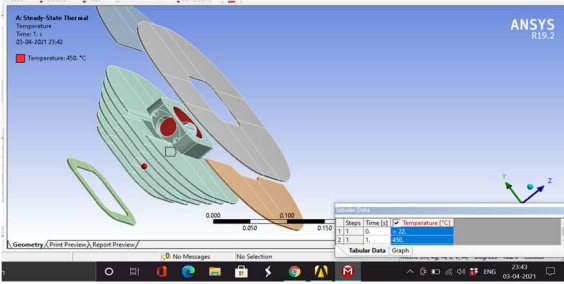 A: Steady-State Thermal
Temperature
Time: 1. s
03-04-2021 23:42
Temperature: 450. °C
ANSYS
R19.2
0.000
0.100
0.050
0.150
Y
Z
Tabular Data
Steps Time [s] Temperature [°C]
1 1 0. = 22.
2 1 1. 450.
Tabular Data Graph
Geometry Print Preview Report Preview
No Messages No Selection
ENG
23:43
03-04-2021